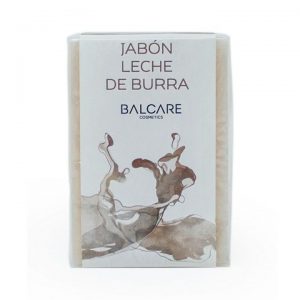 JABÓN
LECHE
DE BURRA
BALCARE
COSMETICS